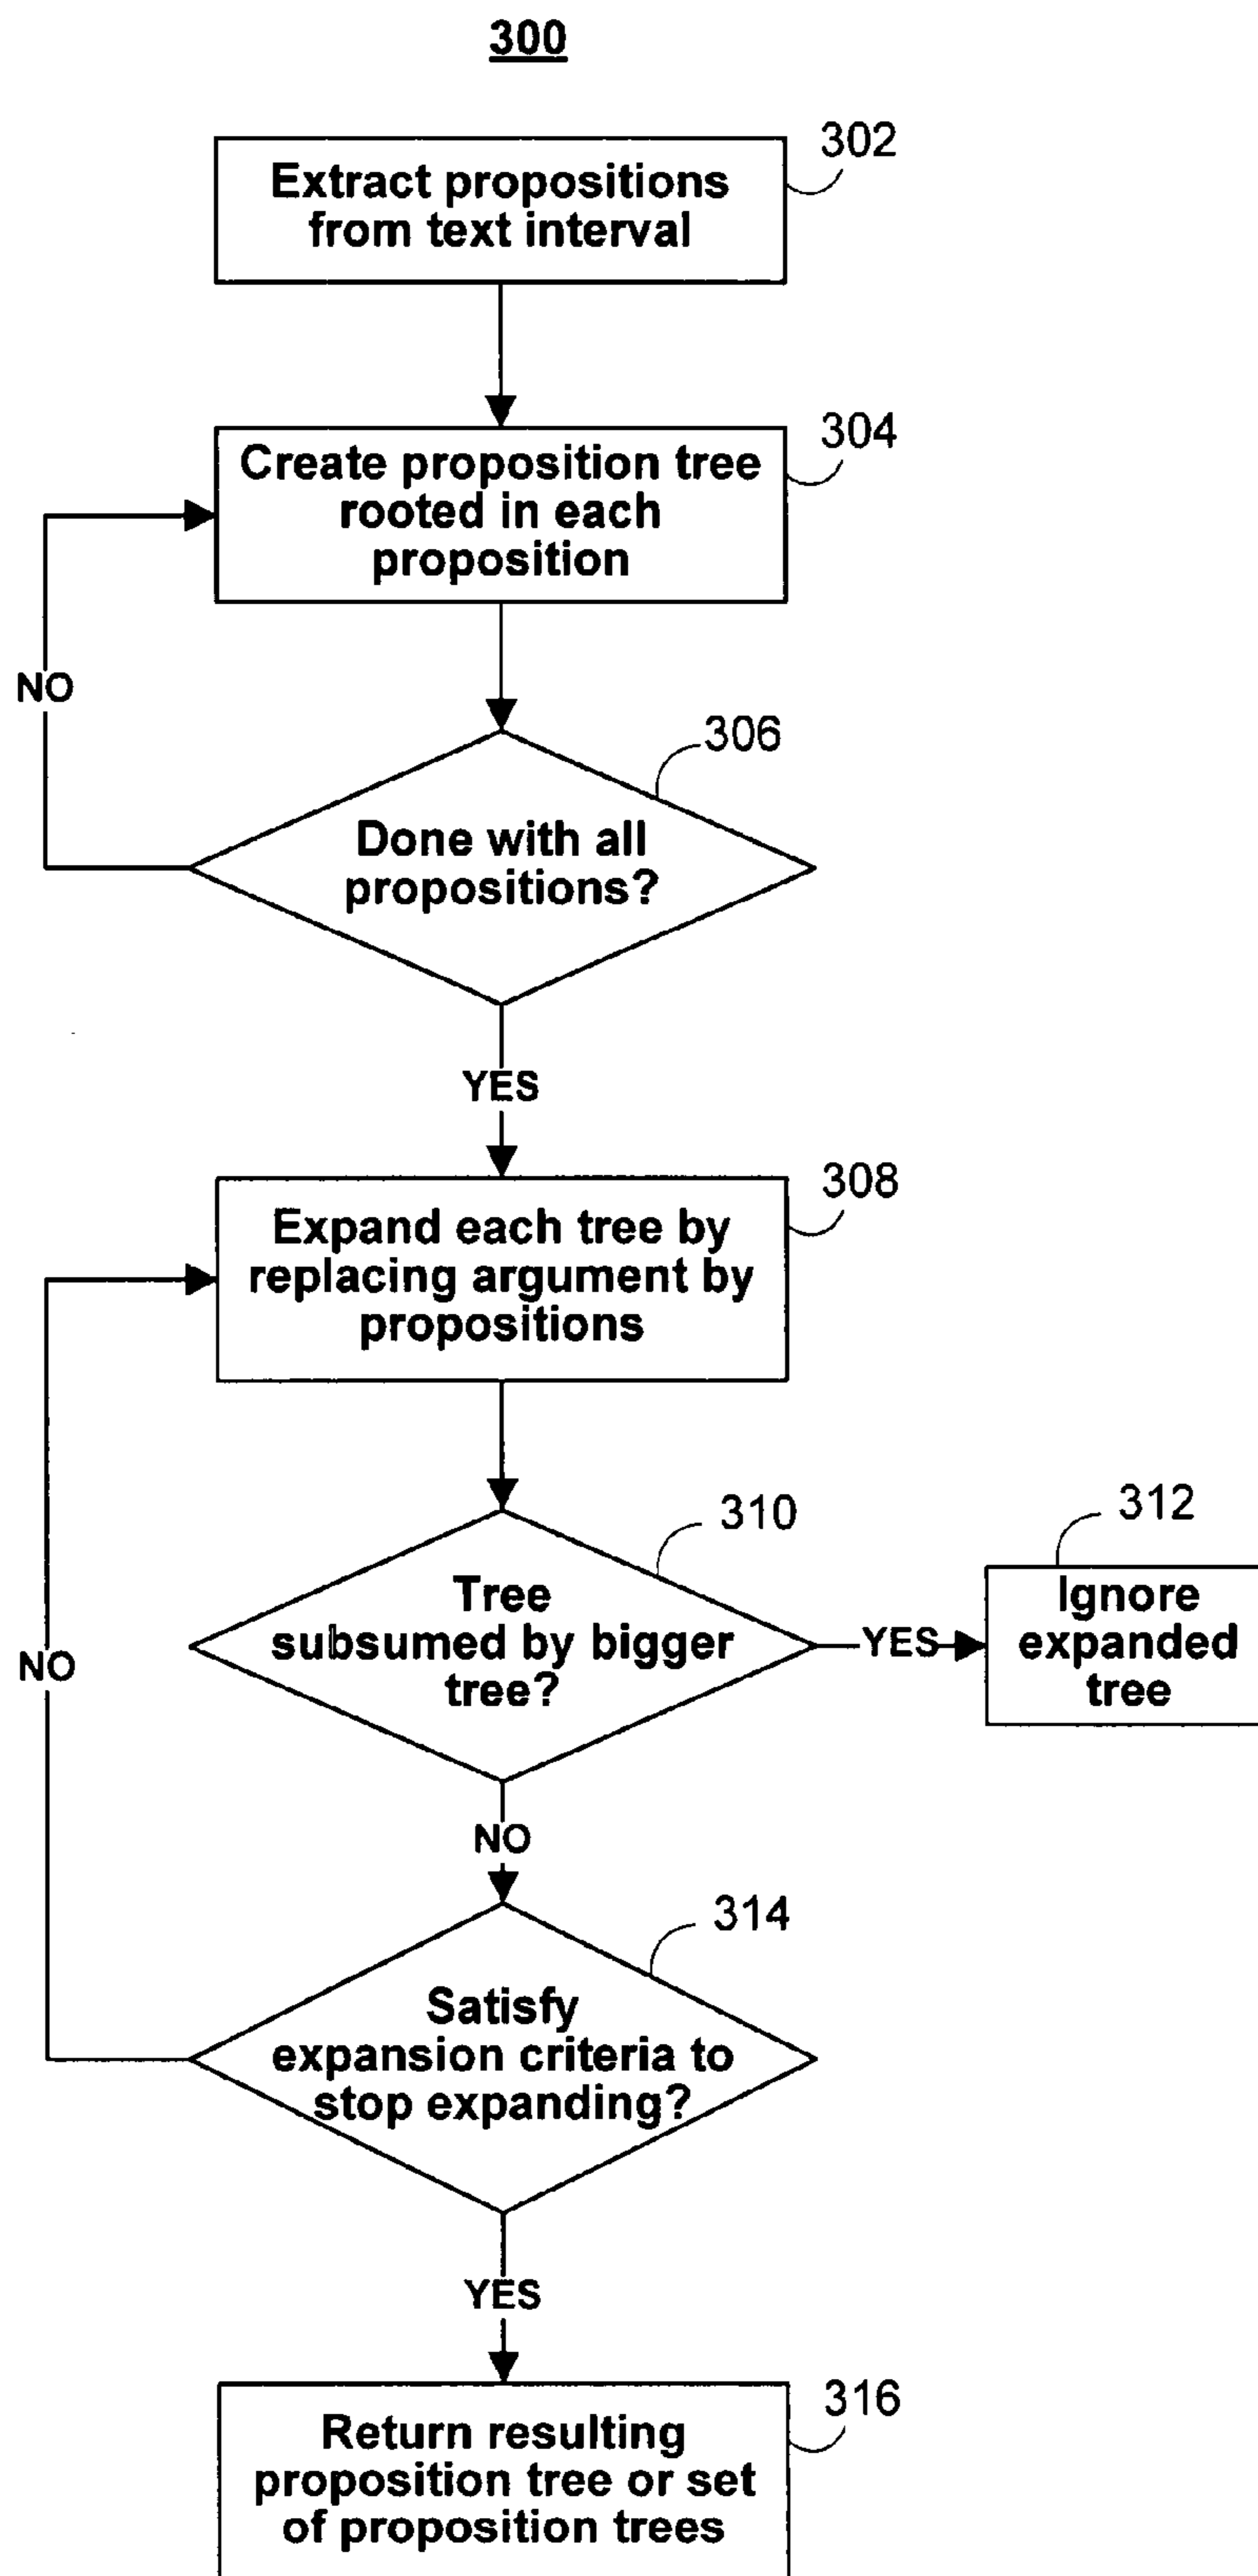 300
302
Extract propositions
from text interval
304
Create proposition tree
rooted in each
proposition
NO
306
Done with all
propositions?
YES
308
Expand each tree by
replacing argument by
propositions
310
Tree
subsumed by bigger
tree?
YES
312
Ignore
expanded
tree
NO
NO
314
Satisfy
expansion criteria to
stop expanding?
YES
316
Return resulting
proposition tree or set
of proposition trees